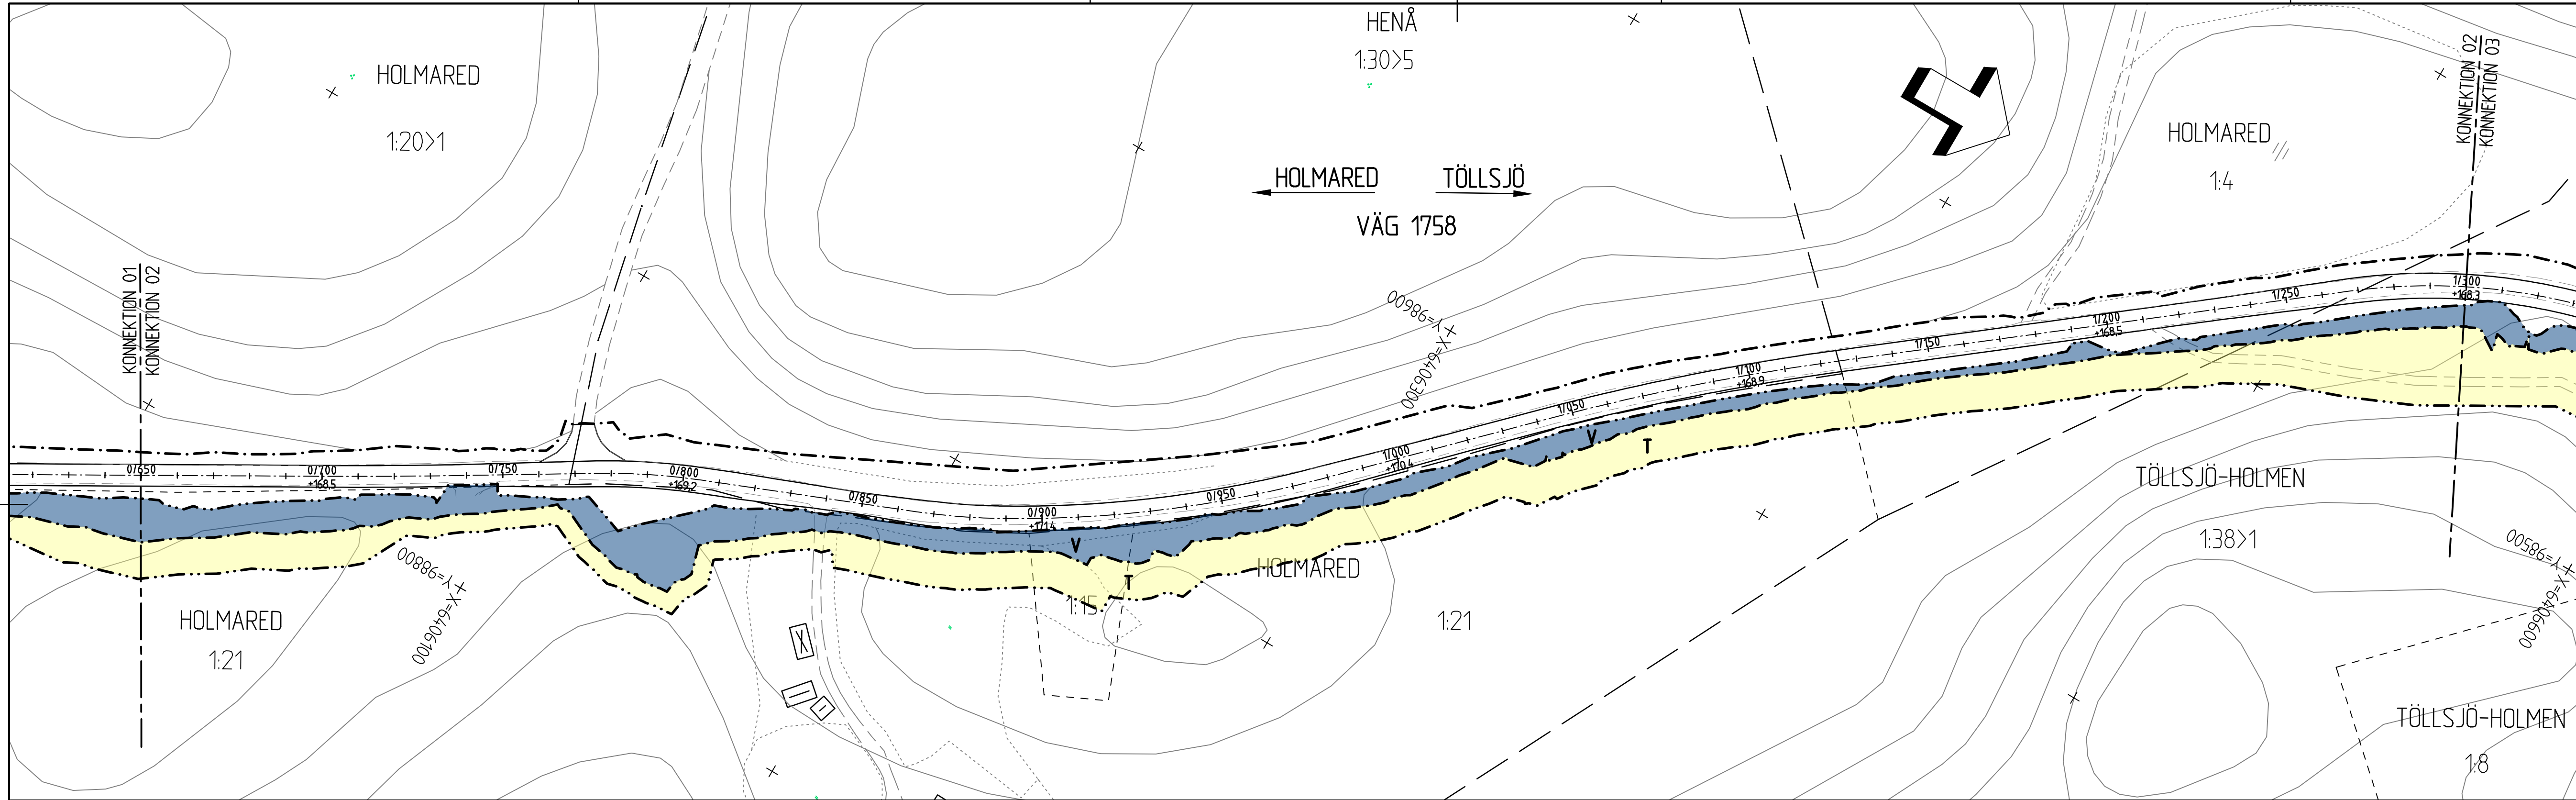 HENÅ
1:30>5
HOLMARED
1:20>1
KONNEKTION 02
KONNEKTION 03
HOLMARED
1:4
HOLMARED
TÖLLSJÖ
VÄG 1758
KONNEKTION 01
KONNEKTION 02
Y=98600
X=6406300
1/300
+168,3
1/250
1/200
+168,5
1/150
1/100
+168,9
1/050
1/000
+170,4
0/950
0/900
+171,4
0/850
0/800
+169,2
0/750
0/700
+168,5
0/650
V
T
V
T
TÖLLSJÖ-HOLMEN
1:38>1
Y=98500
X=6406600
Y=98800
X=6406100
HOLMARED
1:15
1:21
HOLMARED
1:21
TÖLLSJÖ-HOLMEN
1:8